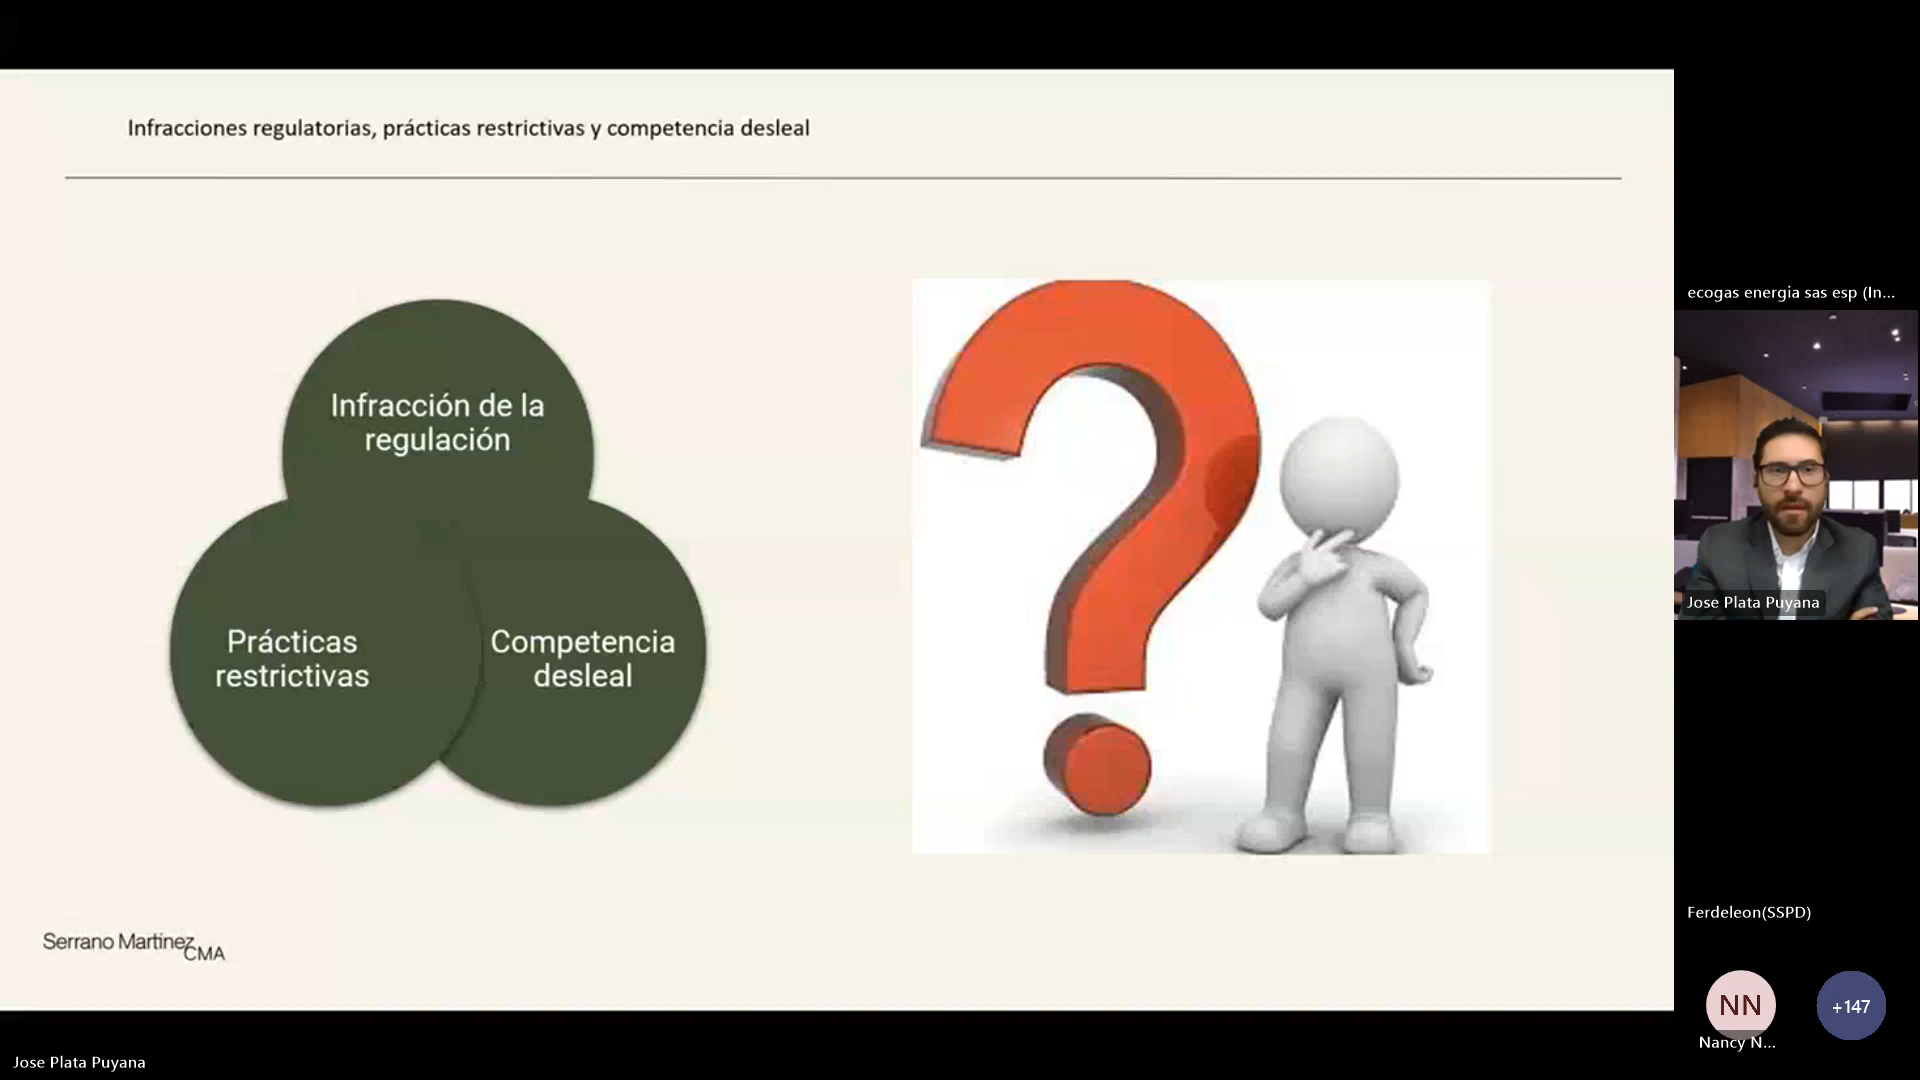 Infracciones regulatorias, prácticas restrictivas y competencia desleal
Infracción de la
regulación
Prácticas
restrictivas
Competencia
desleal
Serrano Martínez
CMA
ecogas energia sas esp (In...
Jose Plata Puyana
Ferdeleon(SSPD)
NN
+147
Nancy N...
Jose Plata Puyana